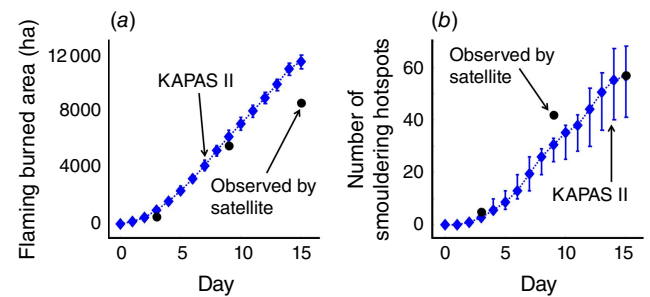 (a)
Flaming burned area (ha)
12 000
8000
4000
0
KAPAS II
Observed by
satellite
0 5 10 15
Day
(b)
Number of
smouldering hotspots
60
40
20
0
Observed by
satellite
KAPAS II
0 5 10 15
Day